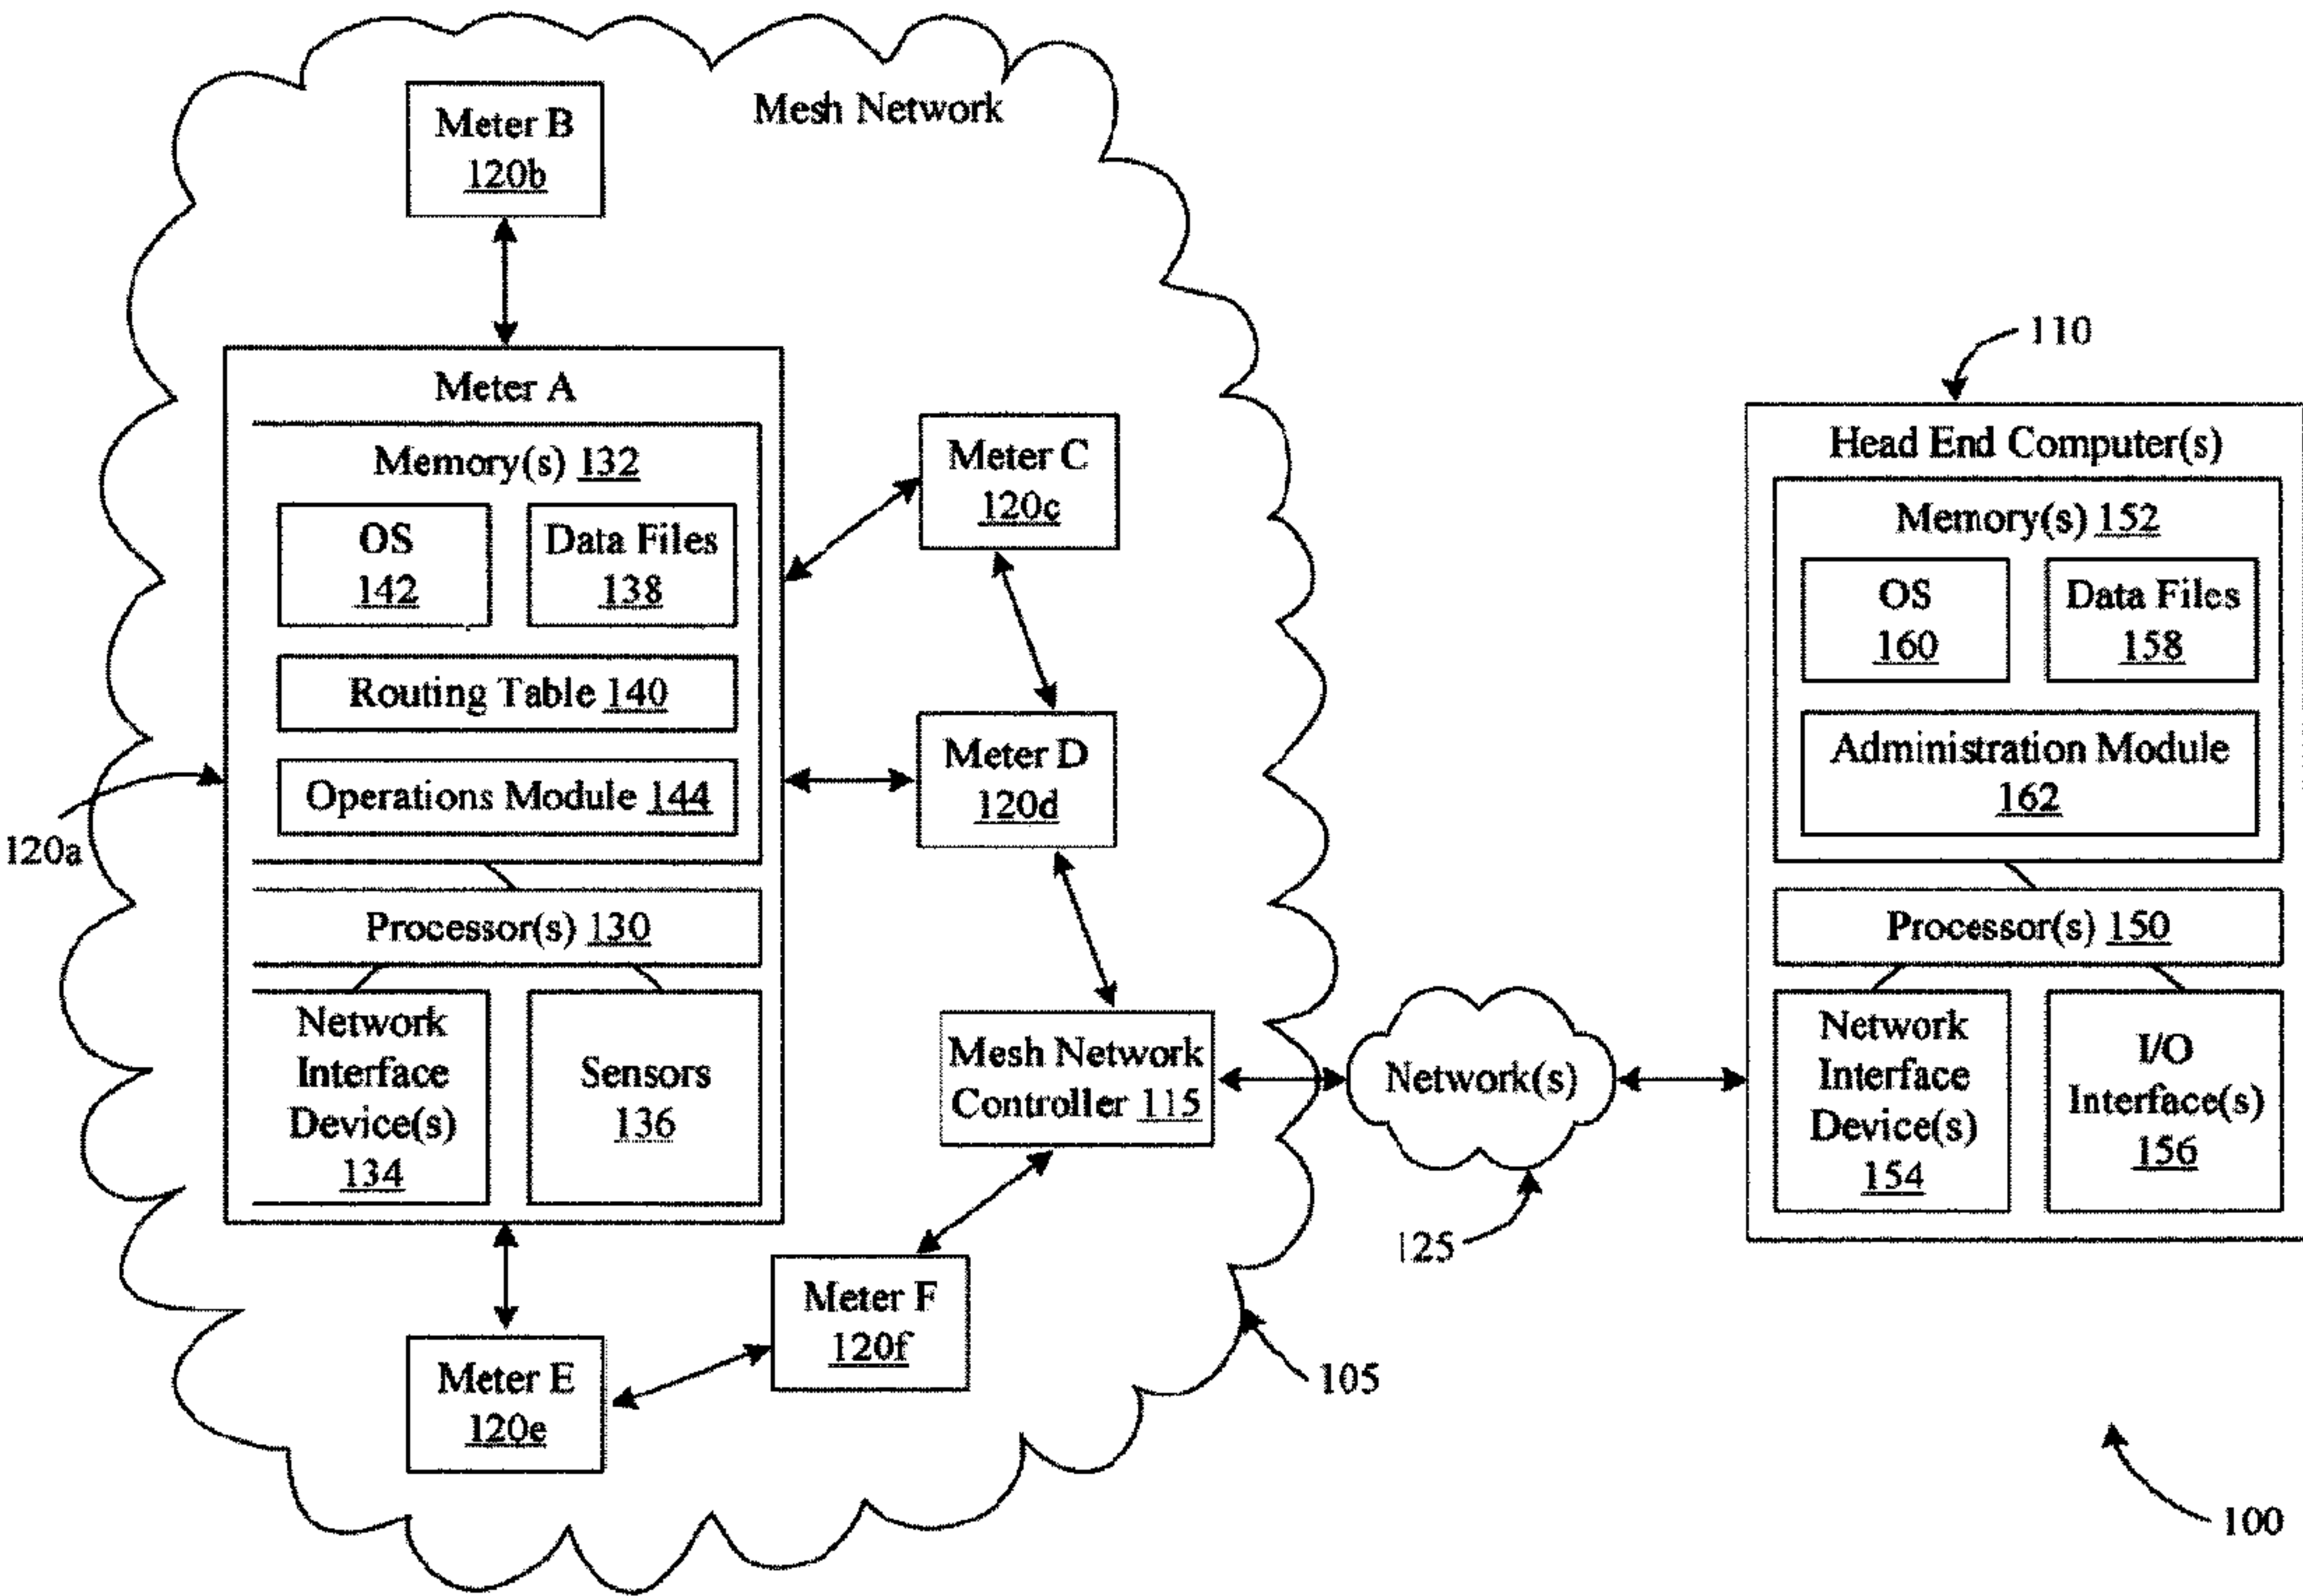 Mesh Network
Meter B
120b
Meter A
Memory(s) 132
OS
142
Data Files
138
Routing Table 140
Operations Module 144
120a
Processor(s) 130
Network
Interface
Device(s)
134
Sensors
136
Meter C
120c
Meter D
120d
Mesh Network
Controller 115
Meter E
120e
Meter F
120f
105
Network(s)
125
110
Head End Computer(s)
Memory(s) 152
OS
160
Data Files
158
Administration Module
162
Processor(s) 150
Network
Interface
Device(s)
154
I/O
Interface(s)
156
100